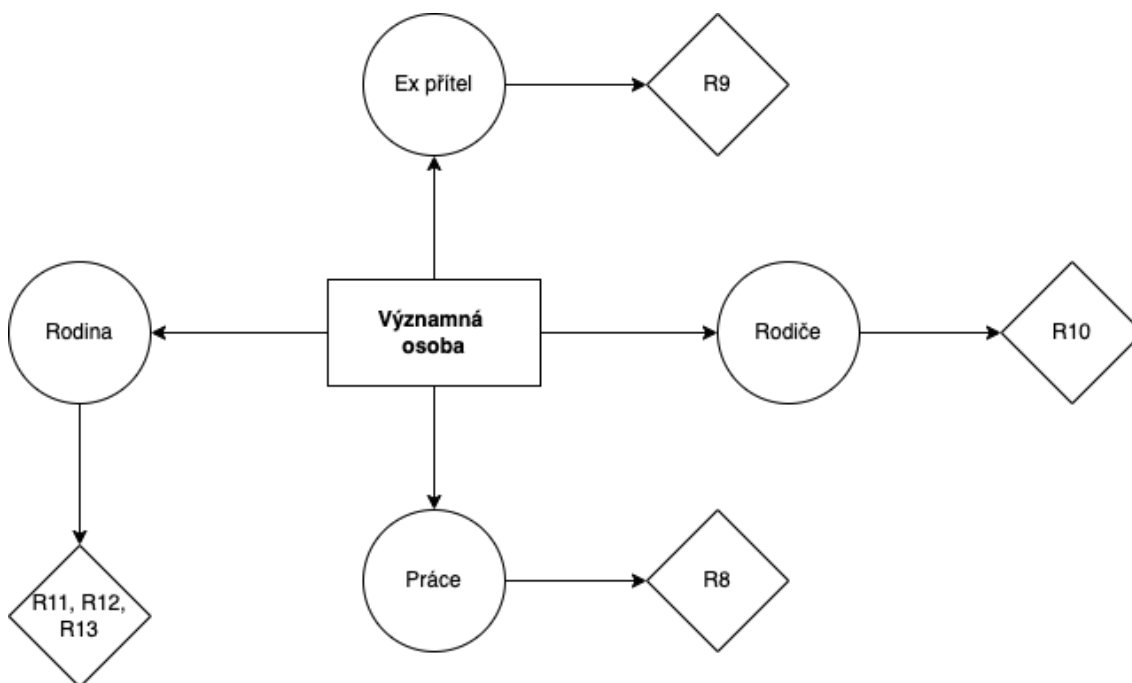 Ex přítel
R9
Rodina
Významná
osoba
Rodiče
R10
Práce
R8
R11, R12,
R13